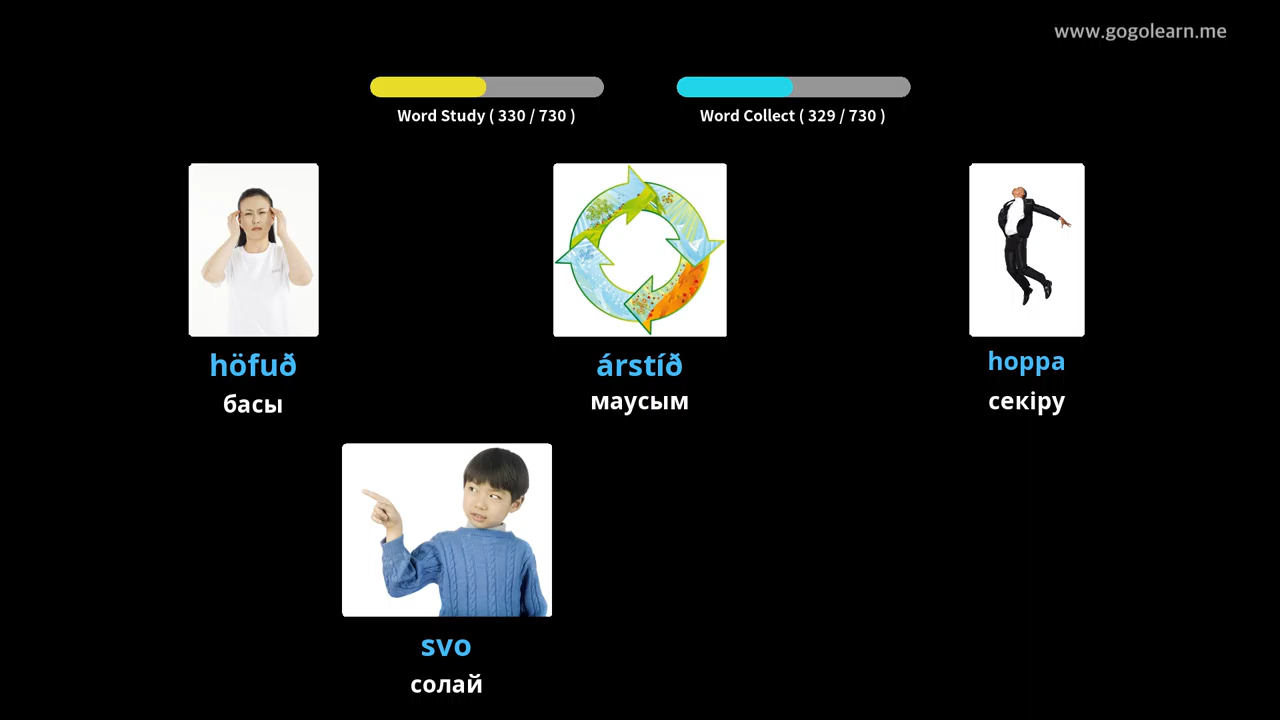 www.gogolearn.me
Word Study ( 330 / 730 )
Word Collect ( 329 / 730 )
höfuð
басы
árstíð
маусым
hoppa
секіру
svo
солай